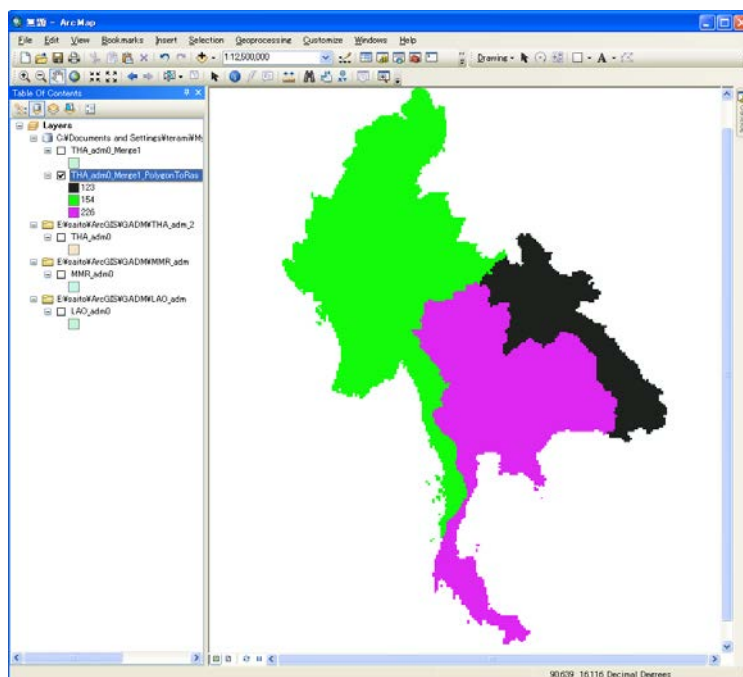 無題 - ArcMap
File Edit View Bookmarks Insert Selection Geoprocessing Customize Windows Help
1:12,500,000
Drawing
A
Table Of Contents
Layers
C:¥Documents and Settings¥terami¥My
THA_adm0_Merge1
THA_adm0_Merge1_PolygonToRas
123
154
226
E:¥saito¥ArcGIS¥GADM¥THA_adm_2
THA_adm0
E:¥saito¥ArcGIS¥GADM¥MMR_adm
MMR_adm0
E:¥saito¥ArcGIS¥GADM¥LAO_adm
LAO_adm0
90.639 16.116 Decimal Degrees